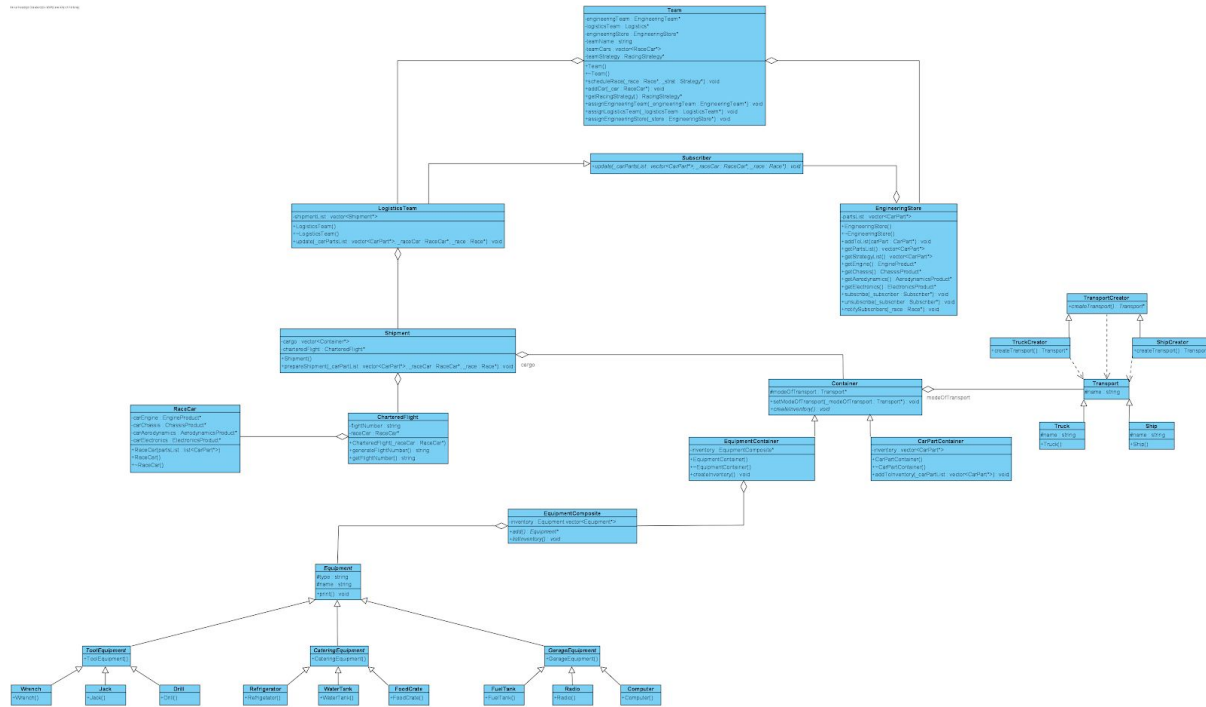 Team
-engineeringTeam : EngineeringTeam*
-logisticsTeam : Logistics*
-engineeringStore : EngineeringStore*
-teamName : string
-teamCars : vector<RaceCar*>
-teamStrategy : RacingStrategy*
+Team()
+~Team()
+scheduleRace(_race : Race*, _strat : Strategy*) : void
+addCar(_car : RaceCar*) : void
+getRacingStrategy() : RacingStrategy*
+assignEngineeringTeam(_engineeringTeam : EngineeringTeam*) : void
+assignLogisticsTeam(_logisticsTeam : LogisticsTeam*) : void
+assignEngineeringStore(_store : EngineeringStore*) : void
Subscriber
+update(_carPartsList : vector<CarPart*>, _raceCar : RaceCar*, _race : Race*) : void
LogisticsTeam
-shipmentList : vector<Shipment*>
+LogisticsTeam()
+~LogisticsTeam()
+update(_carPartsList : vector<CarPart*>, _raceCar : RaceCar*, _race : Race*) : void
EngineeringStore
-partsList : vector<CarPart*>
+EngineeringStore()
+~EngineeringStore()
+addToList(carPart : CarPart*) : void
+getPartsList() : vector<CarPart*>
+getStrategyList() : vector<CarPart*>
+getEngine() : EngineProduct*
+getChassis() : ChassisProduct*
+getAerodynamics() : AerodynamicsProduct*
+getElectronics() : ElectronicsProduct*
+subscribe(_subscriber : Subscriber*) : void
+unsubscribe(_subscriber : Subscriber*) : void
+notifySubscribers(_race : Race*) : void
TransportCreator
+createTransport() : Transport*
TruckCreator
+createTransport() : Transport*
ShipCreator
+createTransport() : Transport
Shipment
-cargo : vector<Container*>
-charteredFlight : CharteredFlight*
+Shipment()
+prepareShipment(_carPartList : vector<CarPart*>, _raceCar : RaceCar*, _race : Race*) : void
cargo
Container
#modeOfTransport : Transport*
+setModeOfTransport(_modeOfTransport : Transport*) : void
+createInventory() : void
modeOfTransport
Transport
#name : string
RaceCar
-carEngine : EngineProduct*
-carChassis : ChassisProduct*
-carAerodynamics : AerodynamicsProduct*
-carElectronics : ElectronicsProduct*
+RaceCar(partsList : list<CarPart*>)
+RaceCar()
+~RaceCar()
CharteredFlight
-flightNumber : string
-raceCar : RaceCar*
+CharteredFlight(_raceCar : RaceCar*)
+generateFlightNumber() : string
+getFlightNumber() : string
Truck
#name : string
+Truck()
Ship
#name : string
+Ship()
EquipmentContainer
-inventory : EquipmentComposite*
+EquipmentContainer()
+~EquipmentContainer()
+createInventory() : void
CarPartContainer
-inventory : vector<CarPart*>
+CarPartContainer()
+~CarPartContainer()
+addToInventory(_carPartList : vector<CarPart*>) : void
EquipmentComposite
-inventory : Equipment vector<Equipment*>
+add() : Equipment*
+listInventory() : void
Equipment
#type : string
#name : string
+print() : void
ToolEquipment
+ToolEquipment()
CateringEquipment
+CateringEquipment()
GarageEquipment
+GarageEquipment()
Wrench
+Wrench()
Jack
+Jack()
Drill
+Drill()
Refrigerator
+Refrigerator()
WaterTank
+WaterTank()
FoodCrate
+FoodCrate()
FuelTank
+FuelTank()
Radio
+Radio()
Computer
+Computer()